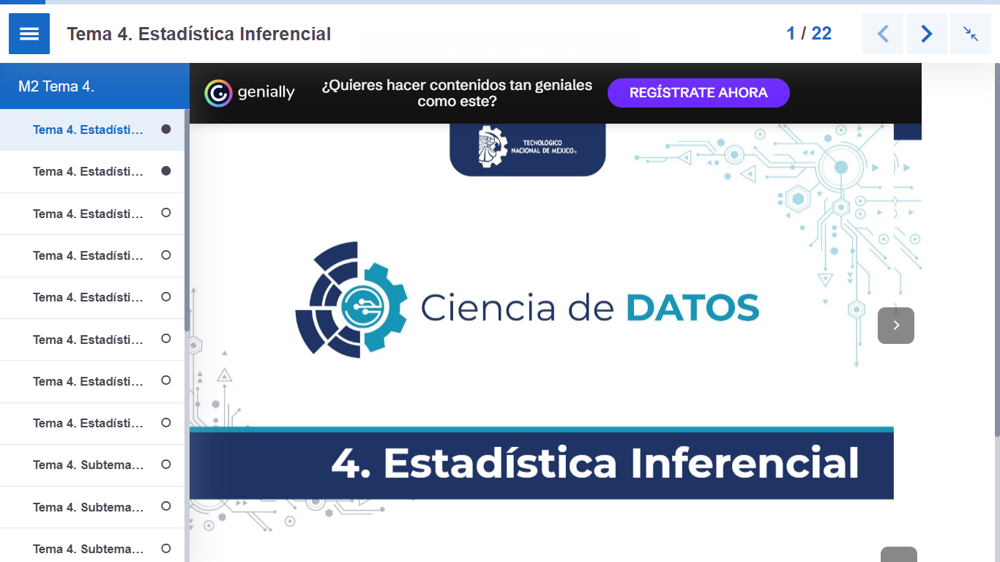 Tema 4. Estadística Inferencial
1 / 22
M2 Tema 4.
Tema 4. Estadísti...
Tema 4. Estadísti...
Tema 4. Estadísti...
Tema 4. Estadísti...
Tema 4. Estadísti...
Tema 4. Estadísti...
Tema 4. Estadísti...
Tema 4. Estadísti...
Tema 4. Subtema...
Tema 4. Subtema...
Tema 4. Subtema...
genially
¿Quieres hacer contenidos tan geniales
como este?
REGÍSTRATE AHORA
TECNOLÓGICO
NACIONAL DE MÉXICO®
Ciencia de DATOS
4. Estadística Inferencial